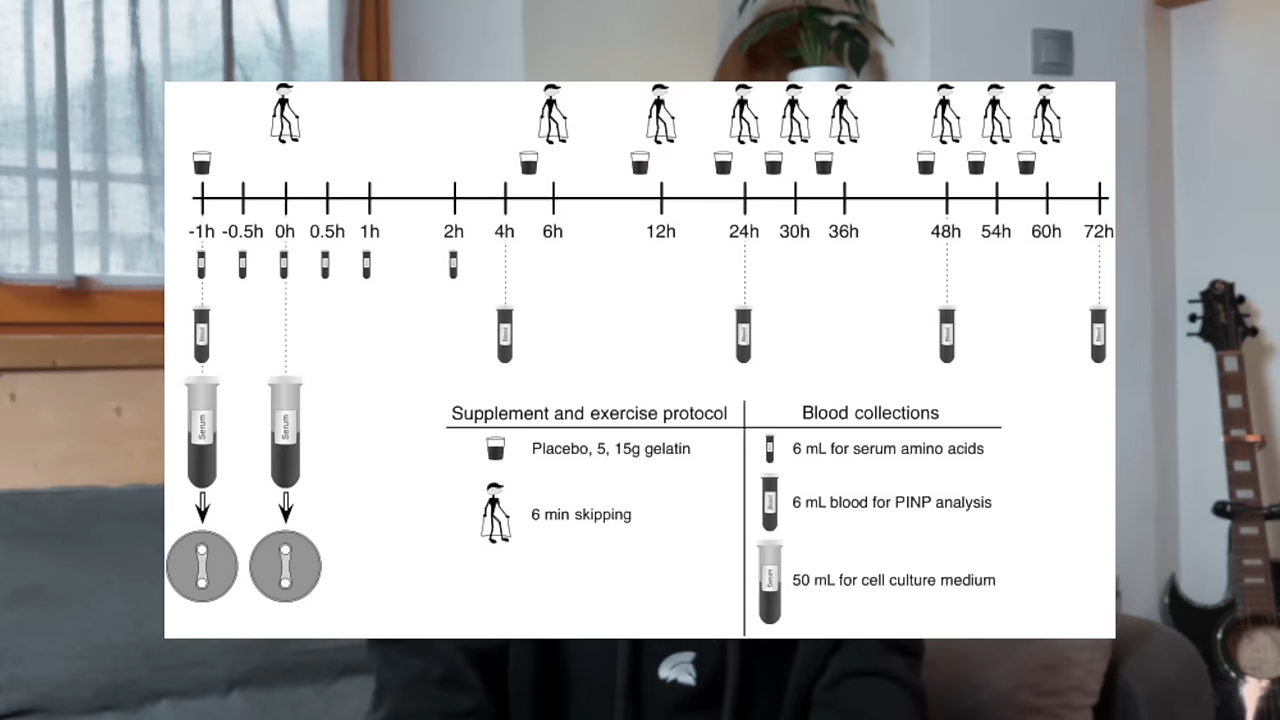 -1h -0.5h 0h 0.5h 1h 2h 4h 6h 12h 24h 30h 36h 48h 54h 60h 72h
Blood Blood Blood Blood Blood
Serum Serum
Supplement and exercise protocol
Placebo, 5, 15g gelatin
6 min skipping
Blood collections
6 mL for serum amino acids
Blood
6 mL blood for PINP analysis
Serum
50 mL for cell culture medium